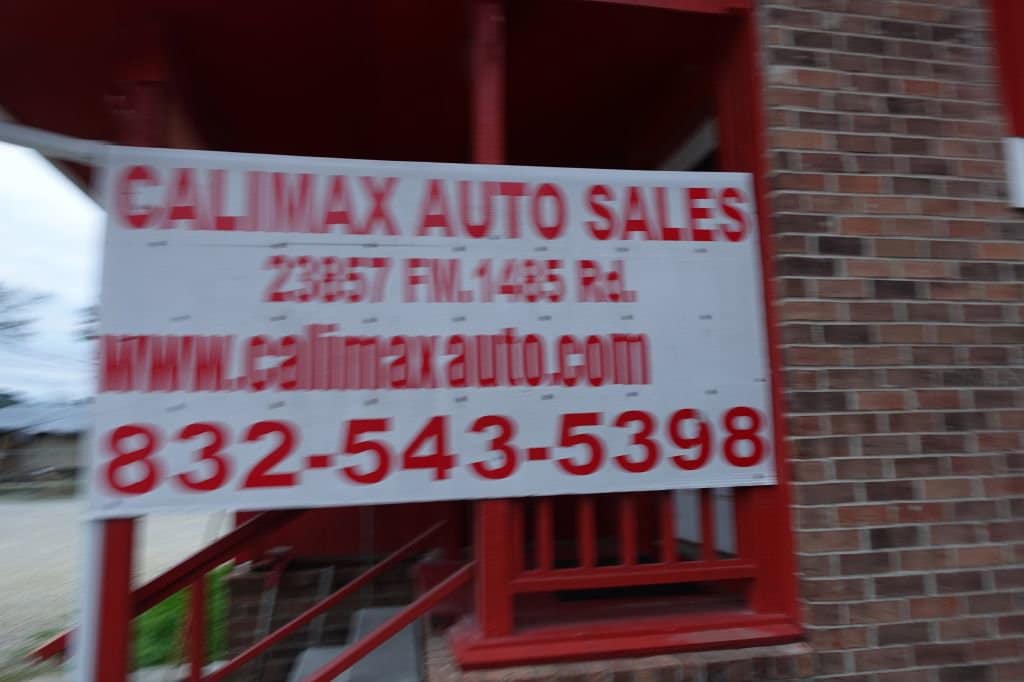 CALIMAX AUTO SALES
23857 FM.1485 Rd.
www.calimaxauto.com
832-543-5398